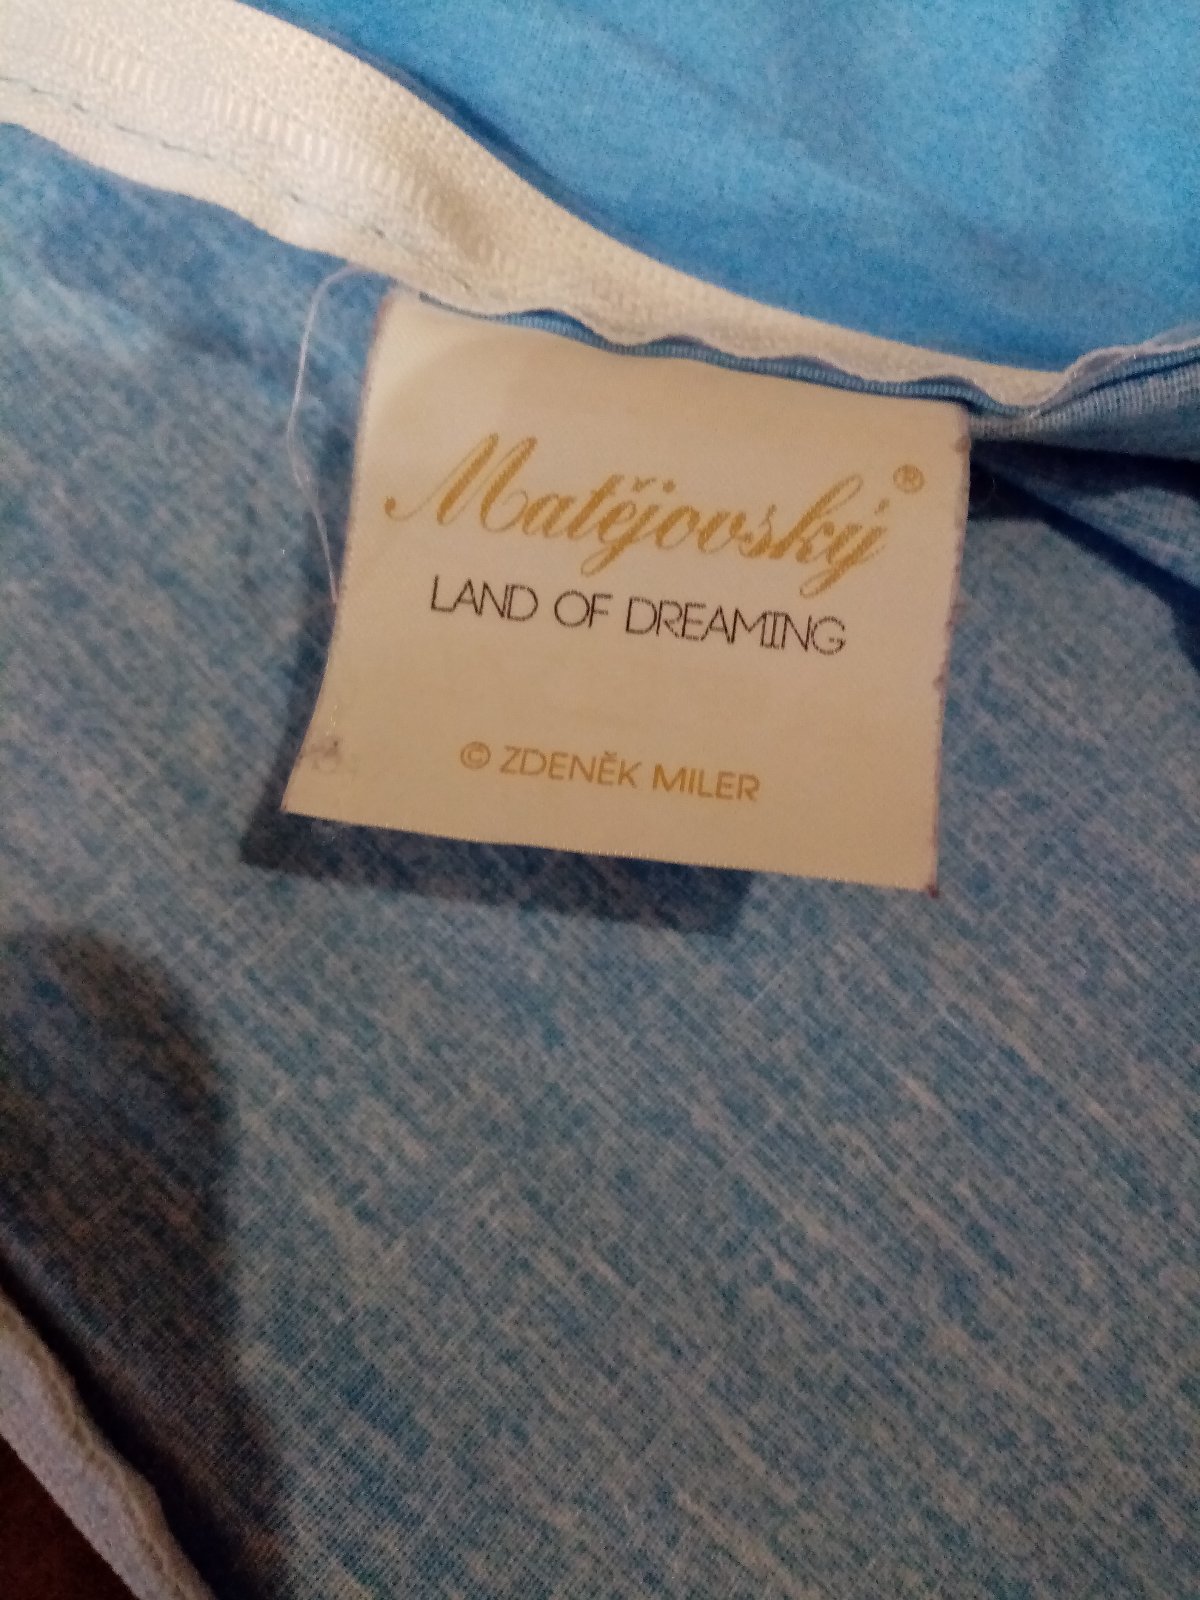 Matějovský®
LAND OF DREAMING
© ZDENĚK MILER